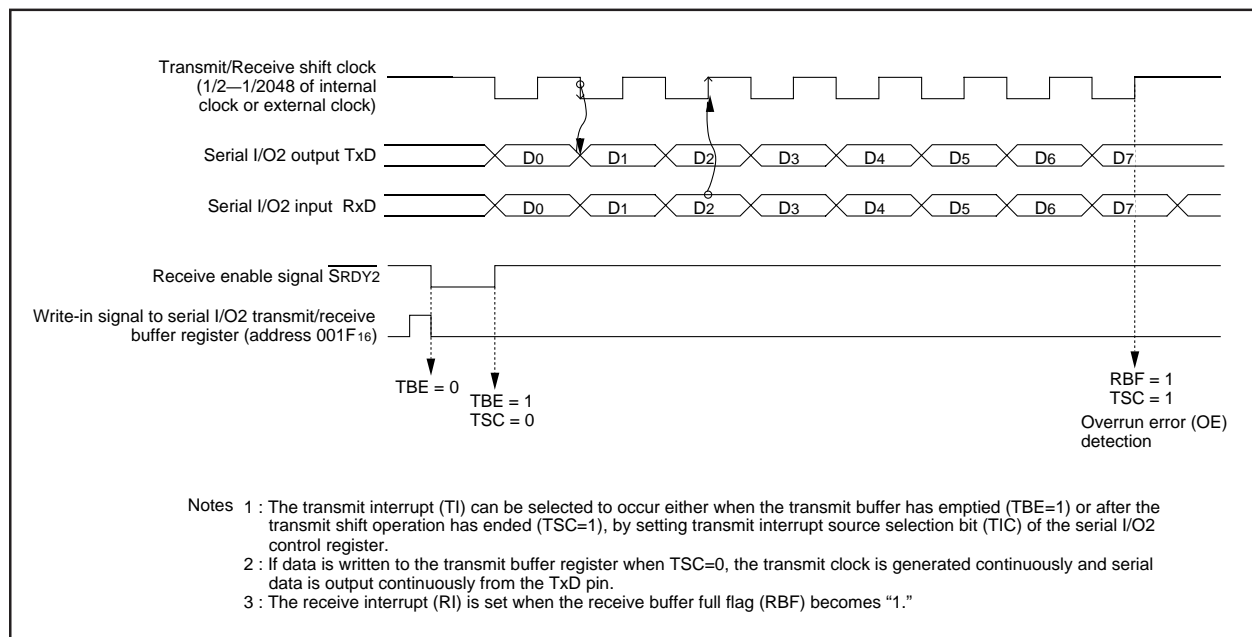 Transmit/Receive shift clock
(1/2—1/2048 of internal
clock or external clock)
Serial I/O2 output TxD
D0 D1 D2 D3 D4 D5 D6 D7
Serial I/O2 input RxD
D0 D1 D2 D3 D4 D5 D6 D7
Receive enable signal SRDY2
Write-in signal to serial I/O2 transmit/receive
buffer register (address 001F16)
TBE = 0
TBE = 1
TSC = 0
RBF = 1
TSC = 1
Overrun error (OE)
detection
Notes 1 : The transmit interrupt (TI) can be selected to occur either when the transmit buffer has emptied (TBE=1) or after the
transmit shift operation has ended (TSC=1), by setting transmit interrupt source selection bit (TIC) of the serial I/O2
control register.
2 : If data is written to the transmit buffer register when TSC=0, the transmit clock is generated continuously and serial
data is output continuously from the TxD pin.
3 : The receive interrupt (RI) is set when the receive buffer full flag (RBF) becomes “1.”